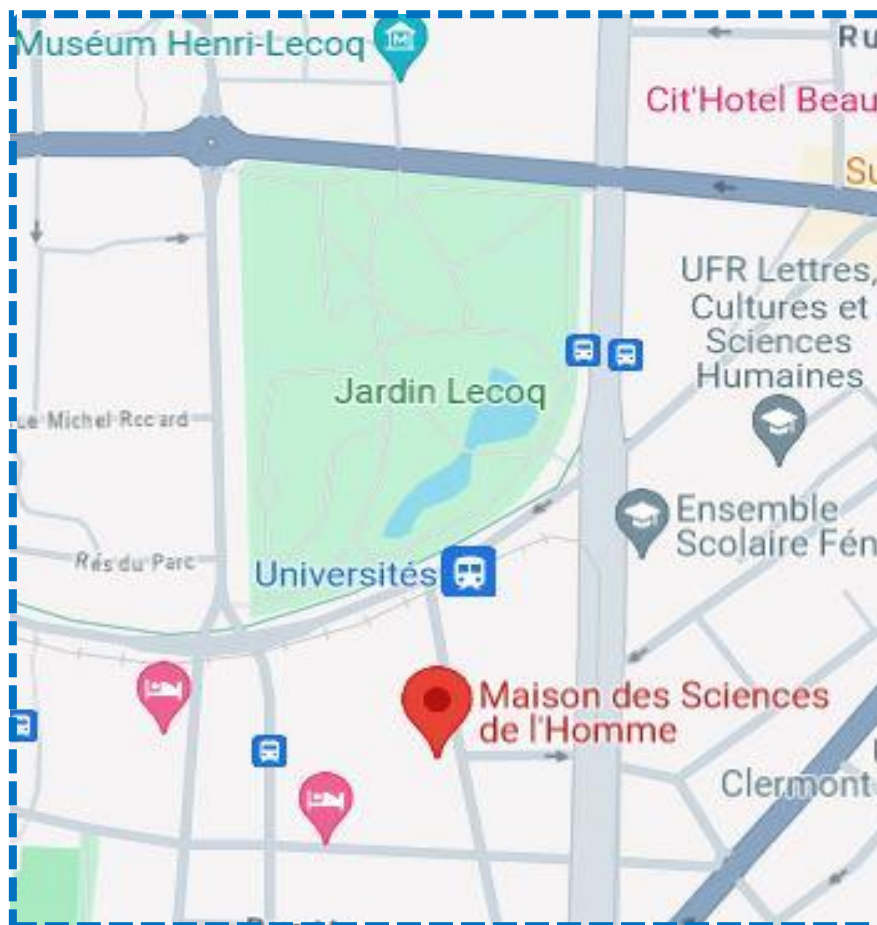 Muséum Henri-Lecoq
Ru
Cit'Hotel Beau
Su
UFR Lettres,
Cultures et
Sciences
Humaines
Jardin Lecoq
Le Michel Rocard
Ensemble
Scolaire Fén
Rés du Parc
Universités
Maison des Sciences
de l'Homme
Clermont